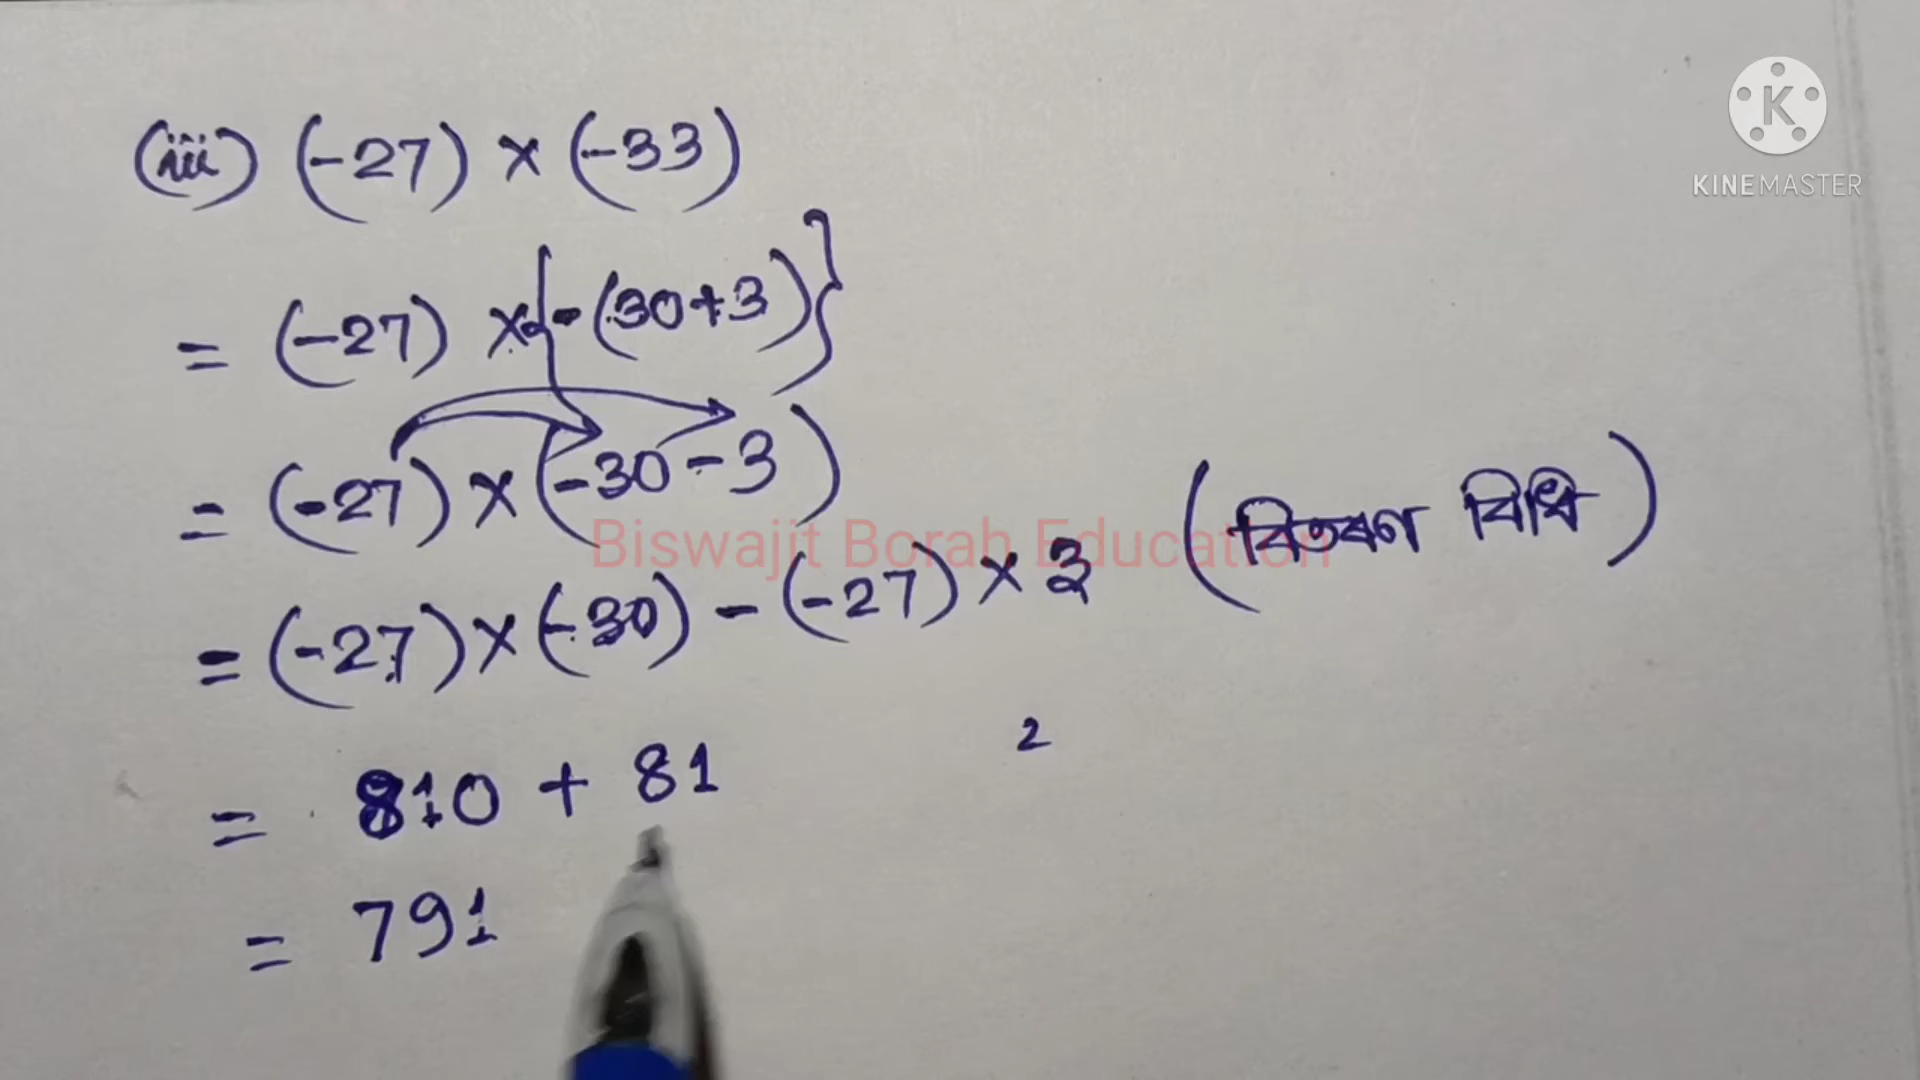 (iii) (-27) × (-33)
KINEMASTER
= (-27) × {-(30+3)}
= (-27) × (-30-3)
(বিতৰণ বিধি)
Biswajit Borah Education
= (-27) × (-30) - (-27) × 3
2
= 810 + 81
= 791